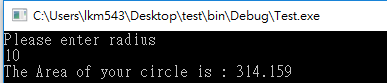 C:\Users\lkm543\Desktop\test\bin\Debug\Test.exe
Please enter radius
10
The Area of your circle is : 314.159